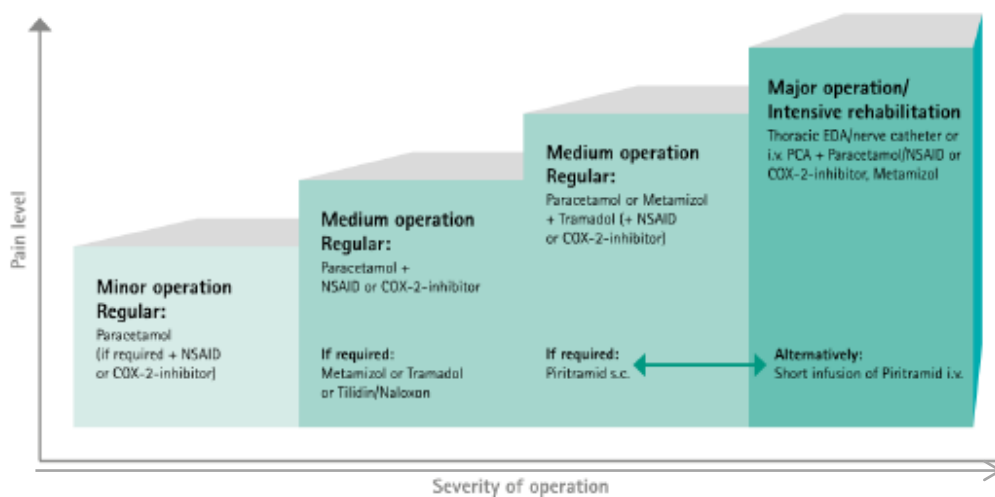 Pain level
Minor operation
Regular:
Paracetamol
(if required + NSAID
or COX-2-inhibitor)
Medium operation
Regular:
Paracetamol +
NSAID or COX-2-inhibitor
If required:
Metamizol or Tramadol
or Tilidin/Naloxon
Medium operation
Regular:
Paracetamol or Metamizol
+ Tramadol (+ NSAID
or COX-2-inhibitor)
If required:
Piritramid s.c.
Major operation/
Intensive rehabilitation
Thoracic EDA/nerve catheter or
i.v. PCA + Paracetamol/NSAID or
COX-2-inhibitor, Metamizol
Alternatively:
Short infusion of Piritramid i.v.
Severity of operation